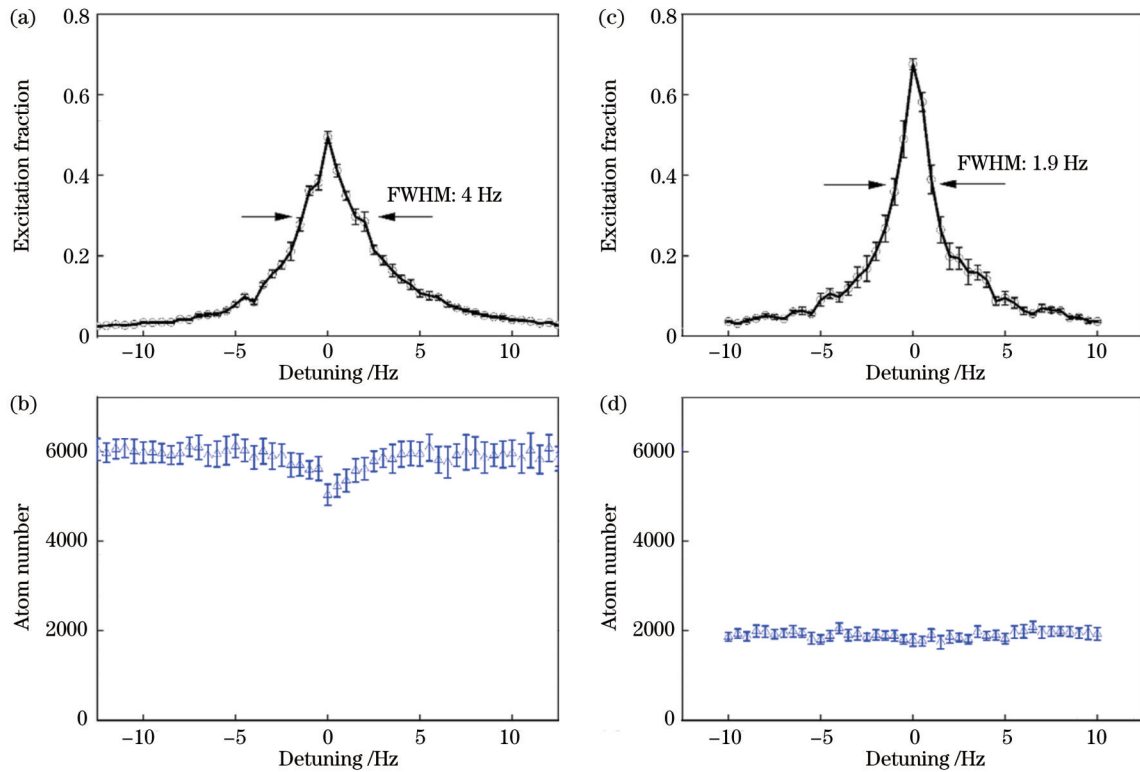 (a)
0.8
0.6
0.4
0.2
0
Excitation fraction
FWHM: 4 Hz
−10
−5
0
5
10
Detuning /Hz
(c)
0.8
0.6
0.4
0.2
0
Excitation fraction
FWHM: 1.9 Hz
−10
−5
0
5
10
Detuning /Hz
(b)
6000
4000
2000
0
Atom number
−10
−5
0
5
10
Detuning /Hz
(d)
6000
4000
2000
0
Atom number
−10
−5
0
5
10
Detuning /Hz